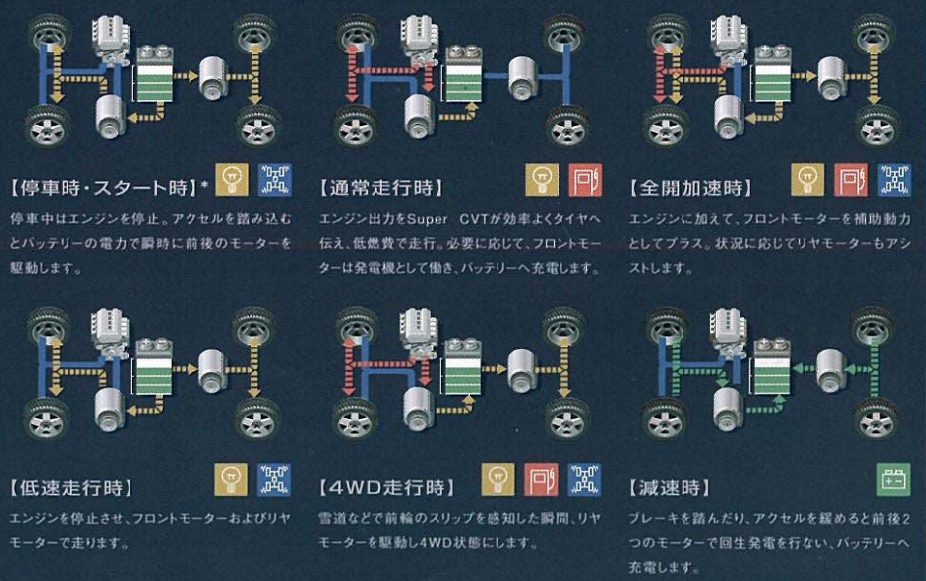 【停車時・スタート時】*
停車中はエンジンを停止。アクセルを踏み込む
とバッテリーの電力で瞬時に前後のモーターを
駆動します。
【通常走行時】
エンジン出力をSuper CVTが効率よくタイヤへ
伝え、低燃費で走行。必要に応じて、フロントモー
ターは発電機として働き、バッテリーへ充電します。
【全開加速時】
エンジンに加えて、フロントモーターを補助動力
としてプラス。状況に応じてリヤモーターもアシ
ストします。
【低速走行時】
エンジンを停止させ、フロントモーターおよびリヤ
モーターで走ります。
【4WD走行時】
雪道などで前輪のスリップを感知した瞬間、リヤ
モーターを駆動し4WD状態にします。
【減速時】
ブレーキを踏んだり、アクセルを緩めると前後2
つのモーターで回生発電を行ない、バッテリーへ
充電します。